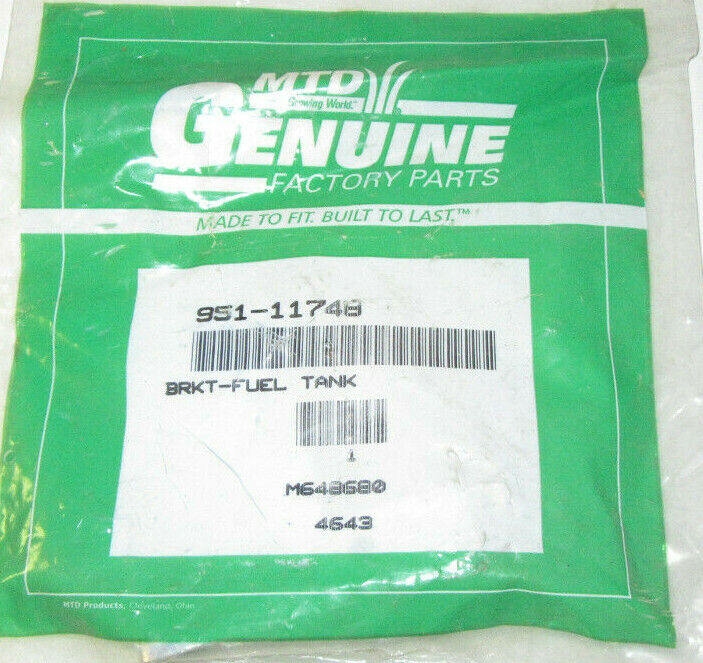 MTD
Growing World.™
GENUINE
FACTORY PARTS
MADE TO FIT. BUILT TO LAST.™
951-11748
BRKT-FUEL TANK
M648680
4643
MTD Products, Cleveland, Ohio